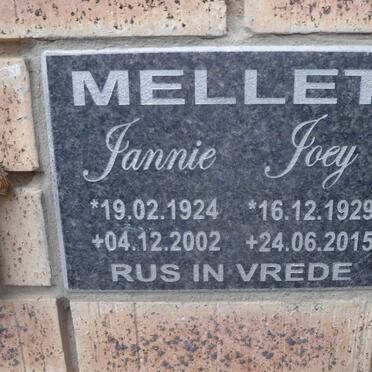 MELLET
Jannie Joey
*19.02.1924 *16.12.1929
+04.12.2002 +24.06.2015
RUS IN VREDE